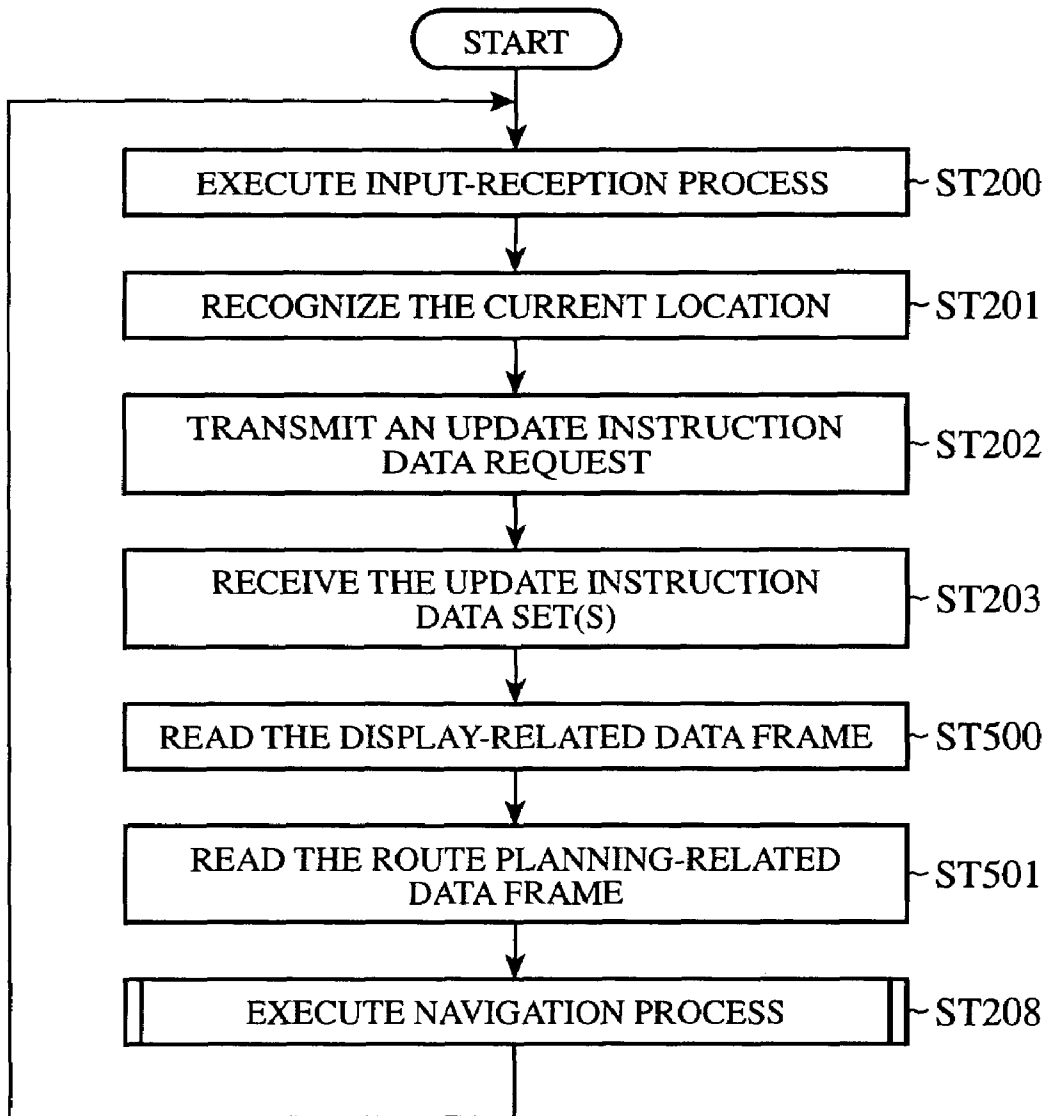 START
EXECUTE INPUT-RECEPTION PROCESS
ST200
RECOGNIZE THE CURRENT LOCATION
ST201
TRANSMIT AN UPDATE INSTRUCTION
DATA REQUEST
ST202
RECEIVE THE UPDATE INSTRUCTION
DATA SET(S)
ST203
READ THE DISPLAY-RELATED DATA FRAME
ST500
READ THE ROUTE PLANNING-RELATED
DATA FRAME
ST501
EXECUTE NAVIGATION PROCESS
ST208